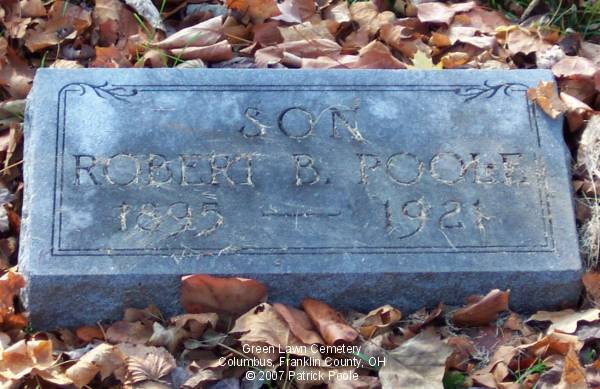 SON
ROBERT B. POOLE
1895 — 1921
Green Lawn Cemetery
Columbus, Franklin County, OH
© 2007 Patrick Poole